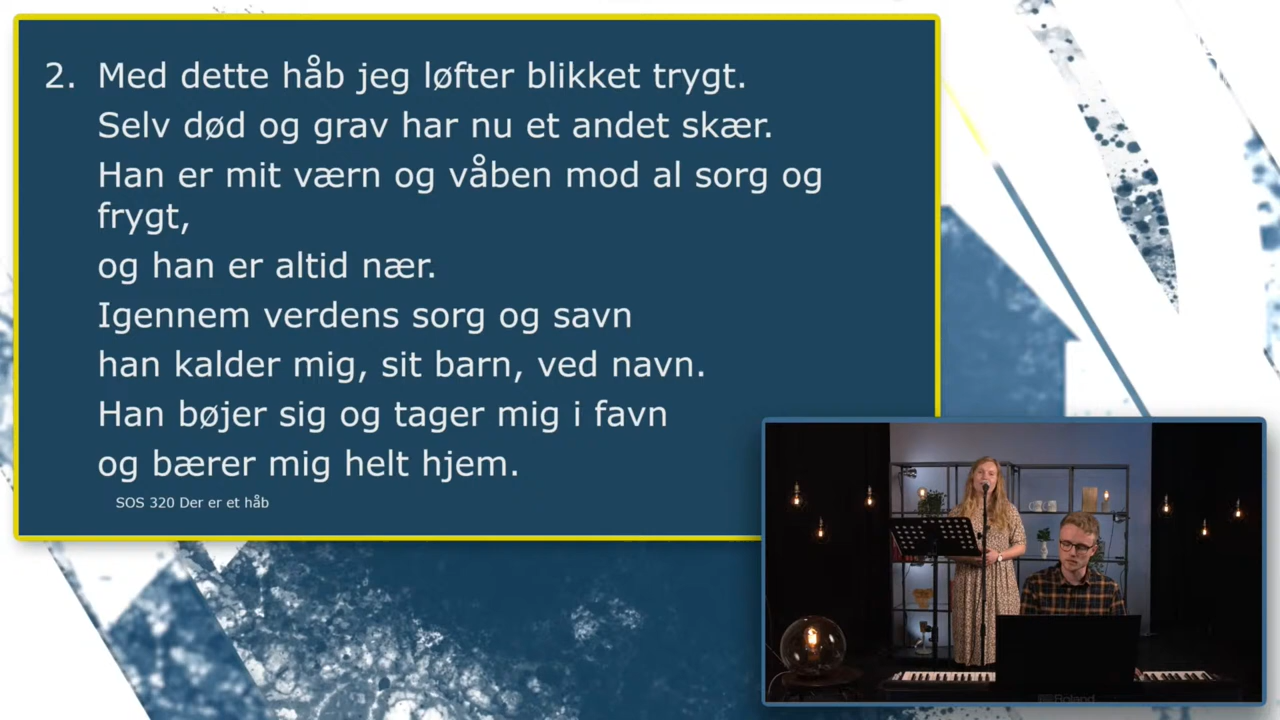 2. Med dette håb jeg løfter blikket trygt.
Selv død og grav har nu et andet skær.
Han er mit værn og våben mod al sorg og
frygt,
og han er altid nær.
Igennem verdens sorg og savn
han kalder mig, sit barn, ved navn.
Han bøjer sig og tager mig i favn
og bærer mig helt hjem.
SOS 320 Der er et håb
Roland